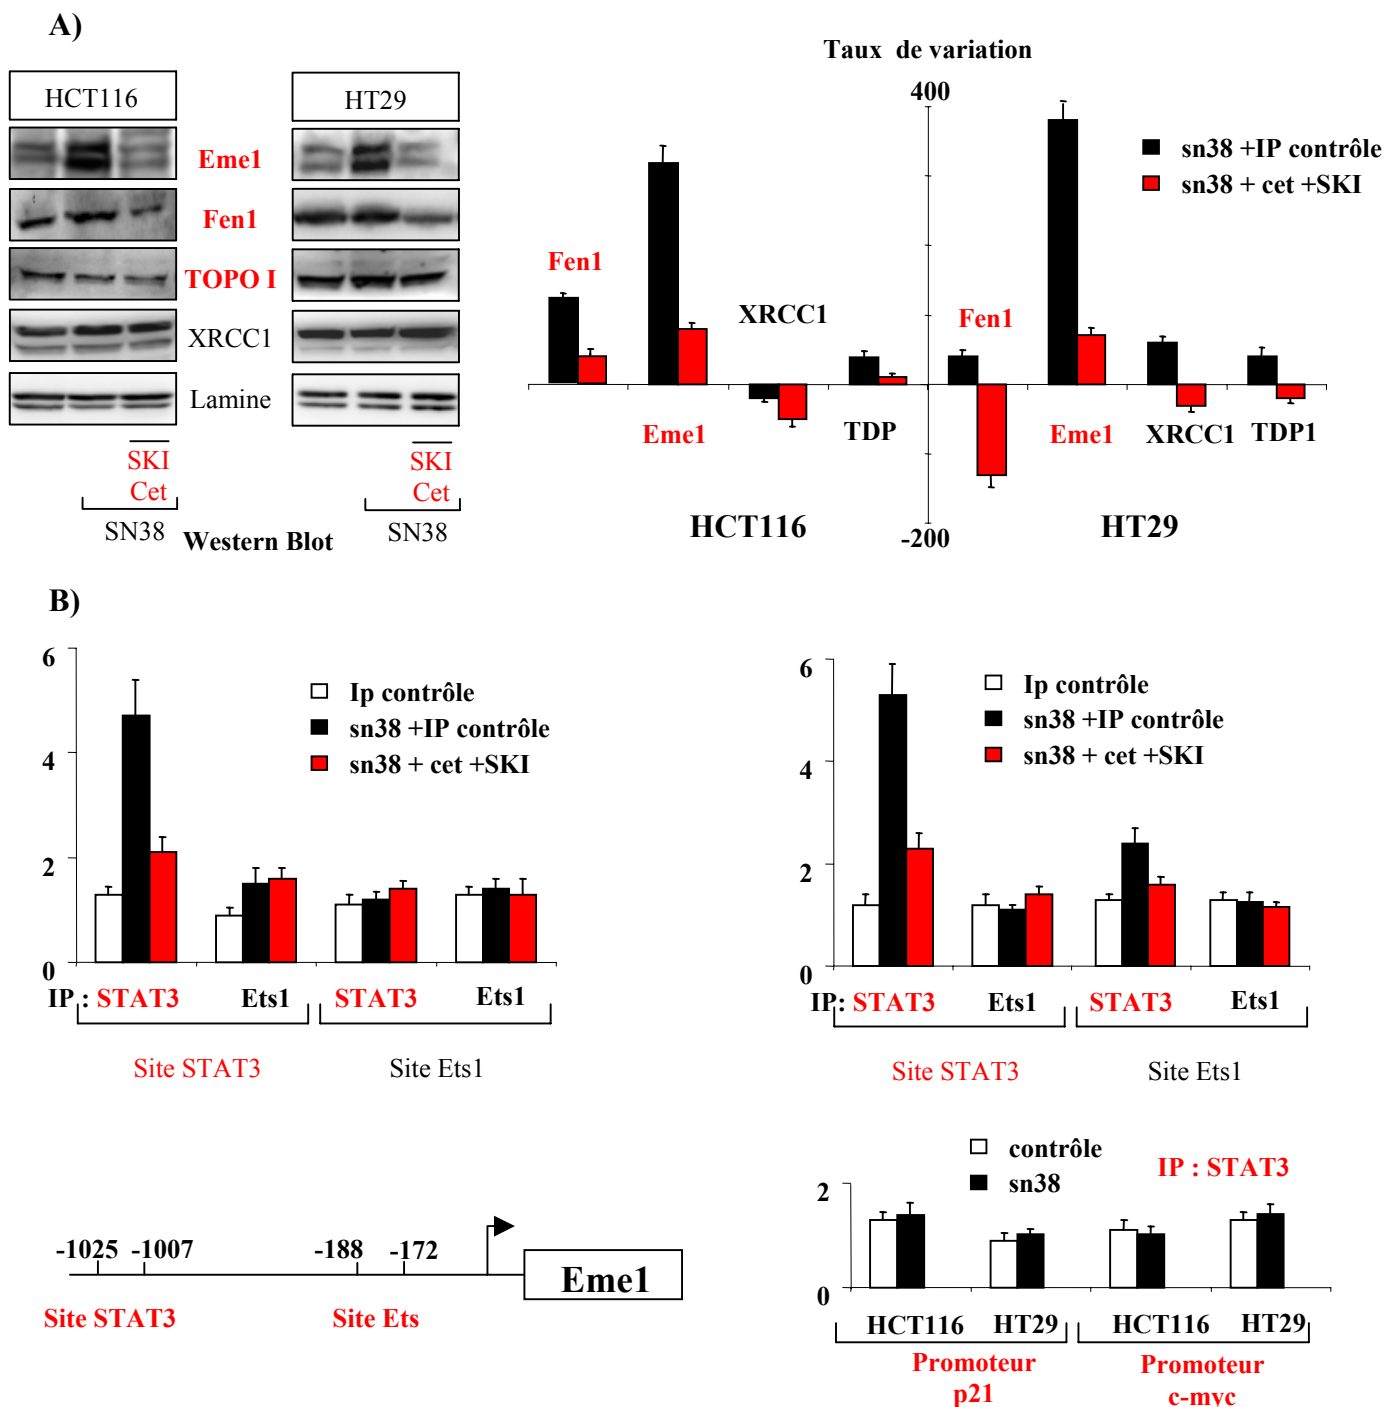 A)
HCT116
HT29
Eme1
Fen1
TOPO I
XRCC1
Lamine
SKI
Cet
SN38
SKI
Cet
SN38
Western Blot
Taux de variation
400
-200
sn38 +IP contrôle
sn38 + cet +SKI
Fen1
Eme1
XRCC1
TDP
HCT116
Fen1
Eme1
XRCC1
TDP1
HT29
B)
6
4
2
0
Ip contrôle
sn38 +IP contrôle
sn38 + cet +SKI
IP : STAT3 Ets1 STAT3 Ets1
Site STAT3 Site Ets1
6
4
2
0
Ip contrôle
sn38 +IP contrôle
sn38 + cet +SKI
IP: STAT3 Ets1 STAT3 Ets1
Site STAT3 Site Ets1
-1025 -1007 -188 -172
Eme1
Site STAT3 Site Ets
contrôle
sn38
IP : STAT3
2
0
HCT116 HT29 HCT116 HT29
Promoteur
p21
Promoteur
c-myc